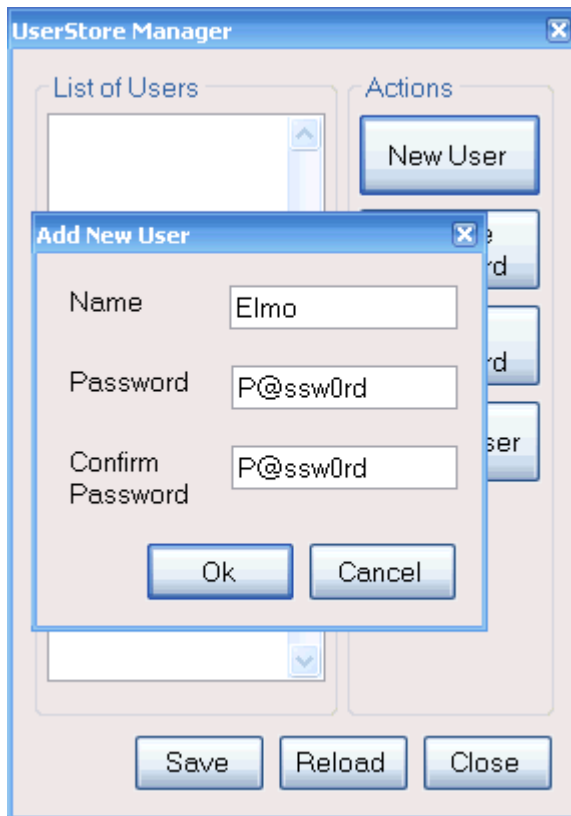 UserStore Manager
List of Users
Actions
New User
Add New User
Name
Elmo
Password
P@ssw0rd
Confirm
Password
P@ssw0rd
Ok
Cancel
Save
Reload
Close